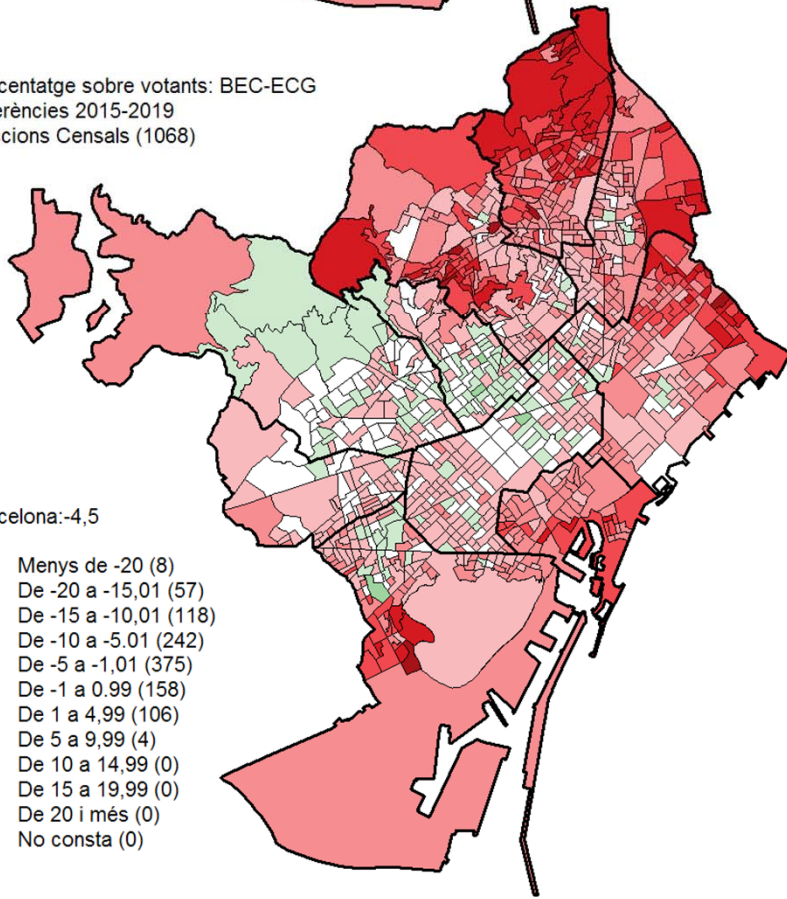 centatge sobre votants: BEC-ECG
erències 2015-2019
ccions Censals (1068)
celona:-4,5
Menys de -20 (8)
De -20 a -15,01 (57)
De -15 a -10,01 (118)
De -10 a -5.01 (242)
De -5 a -1,01 (375)
De -1 a 0.99 (158)
De 1 a 4,99 (106)
De 5 a 9,99 (4)
De 10 a 14,99 (0)
De 15 a 19,99 (0)
De 20 i més (0)
No consta (0)